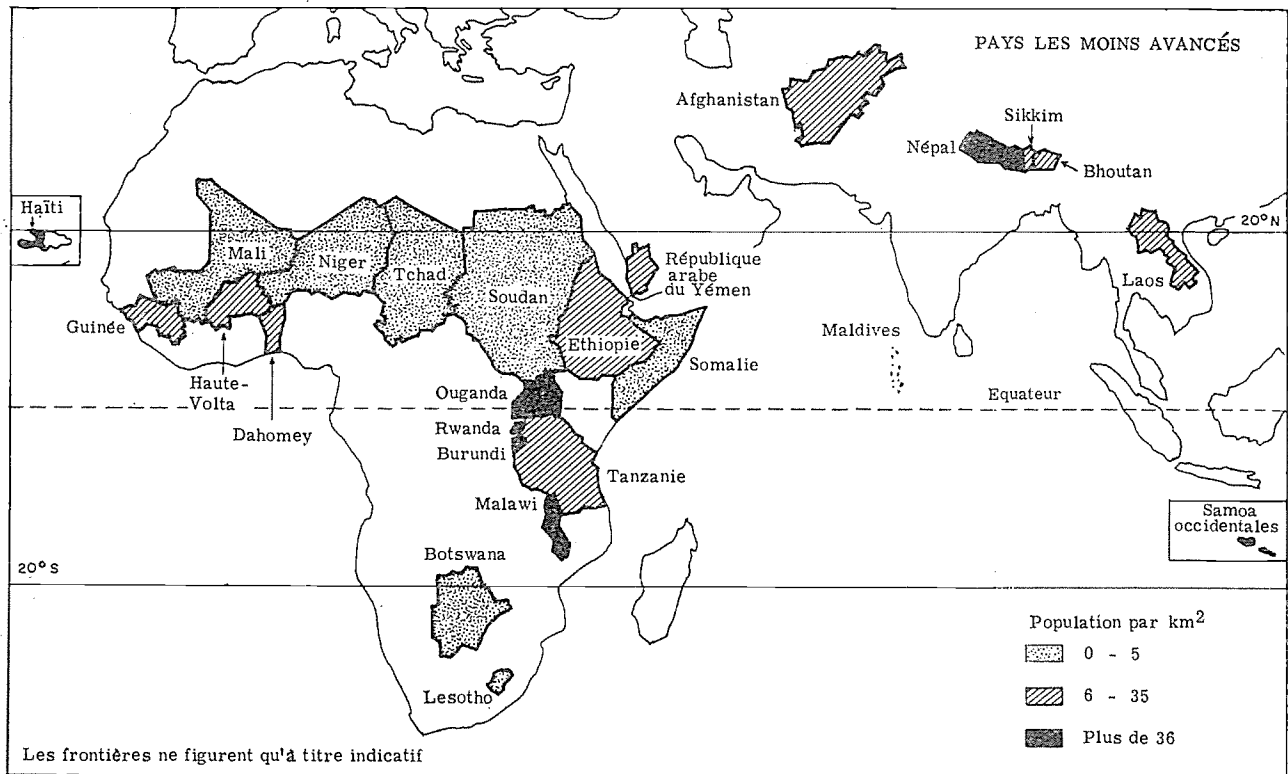 PAYS LES MOINS AVANCÉS
Afghanistan
Sikkim
Népal
Bhoutan
Haïti
20°N
Mali
Niger
Tchad
Soudan
République
arabe
du Yémen
Laos
Guinée
Ethiopie
Maldives
Somalie
Haute-
Volta
Ouganda
Equateur
Dahomey
Rwanda
Burundi
Tanzanie
Malawi
Samoa
occidentales
Botswana
20°S
Population par km²
0 - 5
6 - 35
Plus de 36
Lesotho
Les frontières ne figurent qu'à titre indicatif